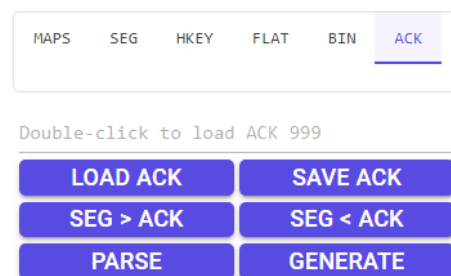 MAPS SEG HKEY FLAT BIN ACK
Double-click to load ACK 999
LOAD ACK SAVE ACK
SEG > ACK SEG < ACK
PARSE GENERATE